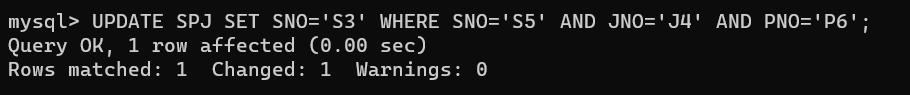 mysql> UPDATE SPJ SET SNO='S3' WHERE SNO='S5' AND JNO='J4' AND PNO='P6';
Query OK, 1 row affected (0.00 sec)
Rows matched: 1  Changed: 1  Warnings: 0